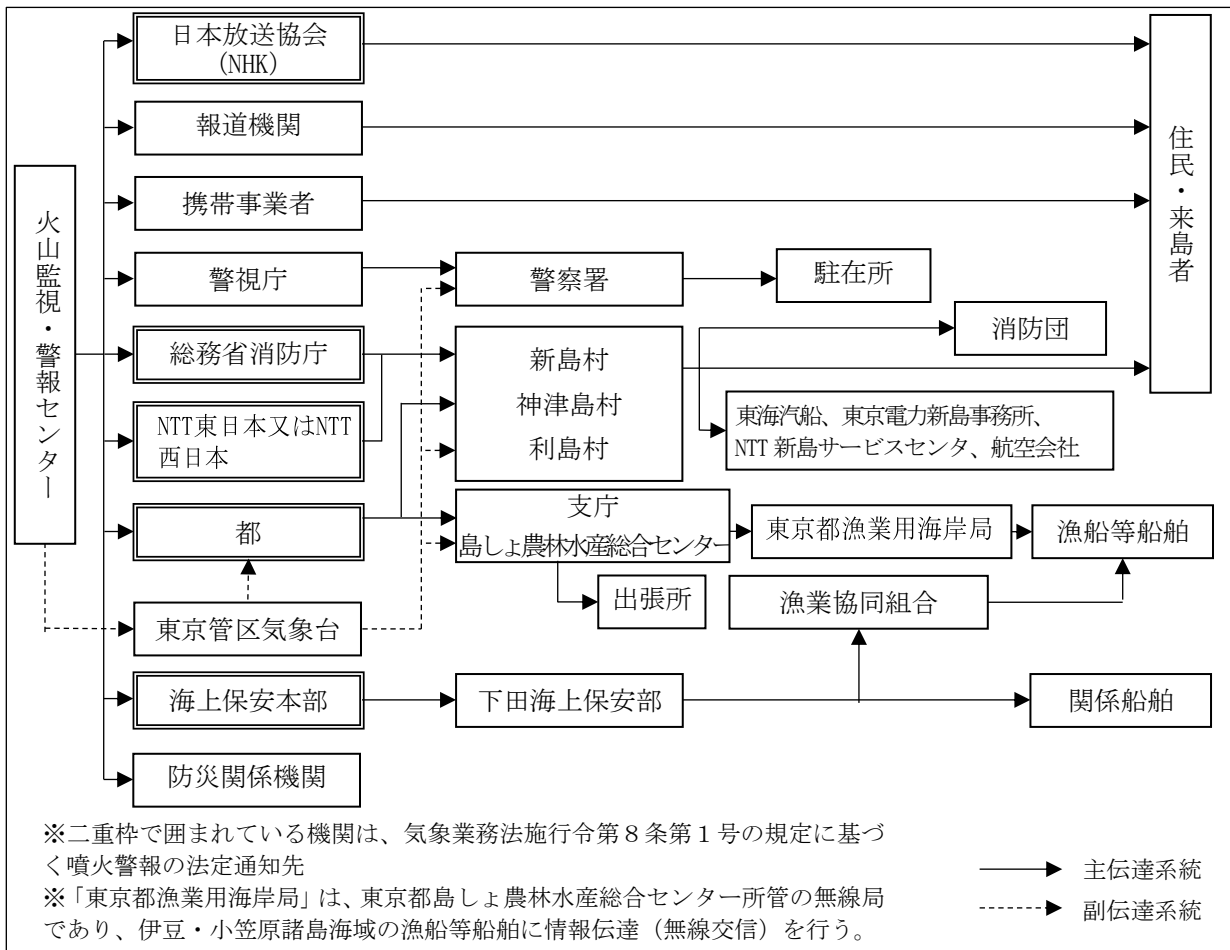 日本放送協会
(NHK)
報道機関
携帯事業者
警視庁
警察署
駐在所
総務省消防庁
新島村
神津島村
利島村
消防団
住民・来島者
火山監視・警報センター
NTT東日本又はNTT
西日本
東海汽船、東京電力新島事務所、
NTT 新島サービスセンタ、航空会社
都
支庁
島しょ農林水産総合センター
東京都漁業用海岸局
漁船等船舶
出張所
漁業協同組合
東京管区気象台
海上保安本部
下田海上保安部
関係船舶
防災関係機関
※二重枠で囲まれている機関は、気象業務法施行令第8条第1号の規定に基づ
く噴火警報の法定通知先
※「東京都漁業用海岸局」は、東京都島しょ農林水産総合センター所管の無線局
であり、伊豆・小笠原諸島海域の漁船等船舶に情報伝達（無線交信）を行う。
主伝達系統
副伝達系統